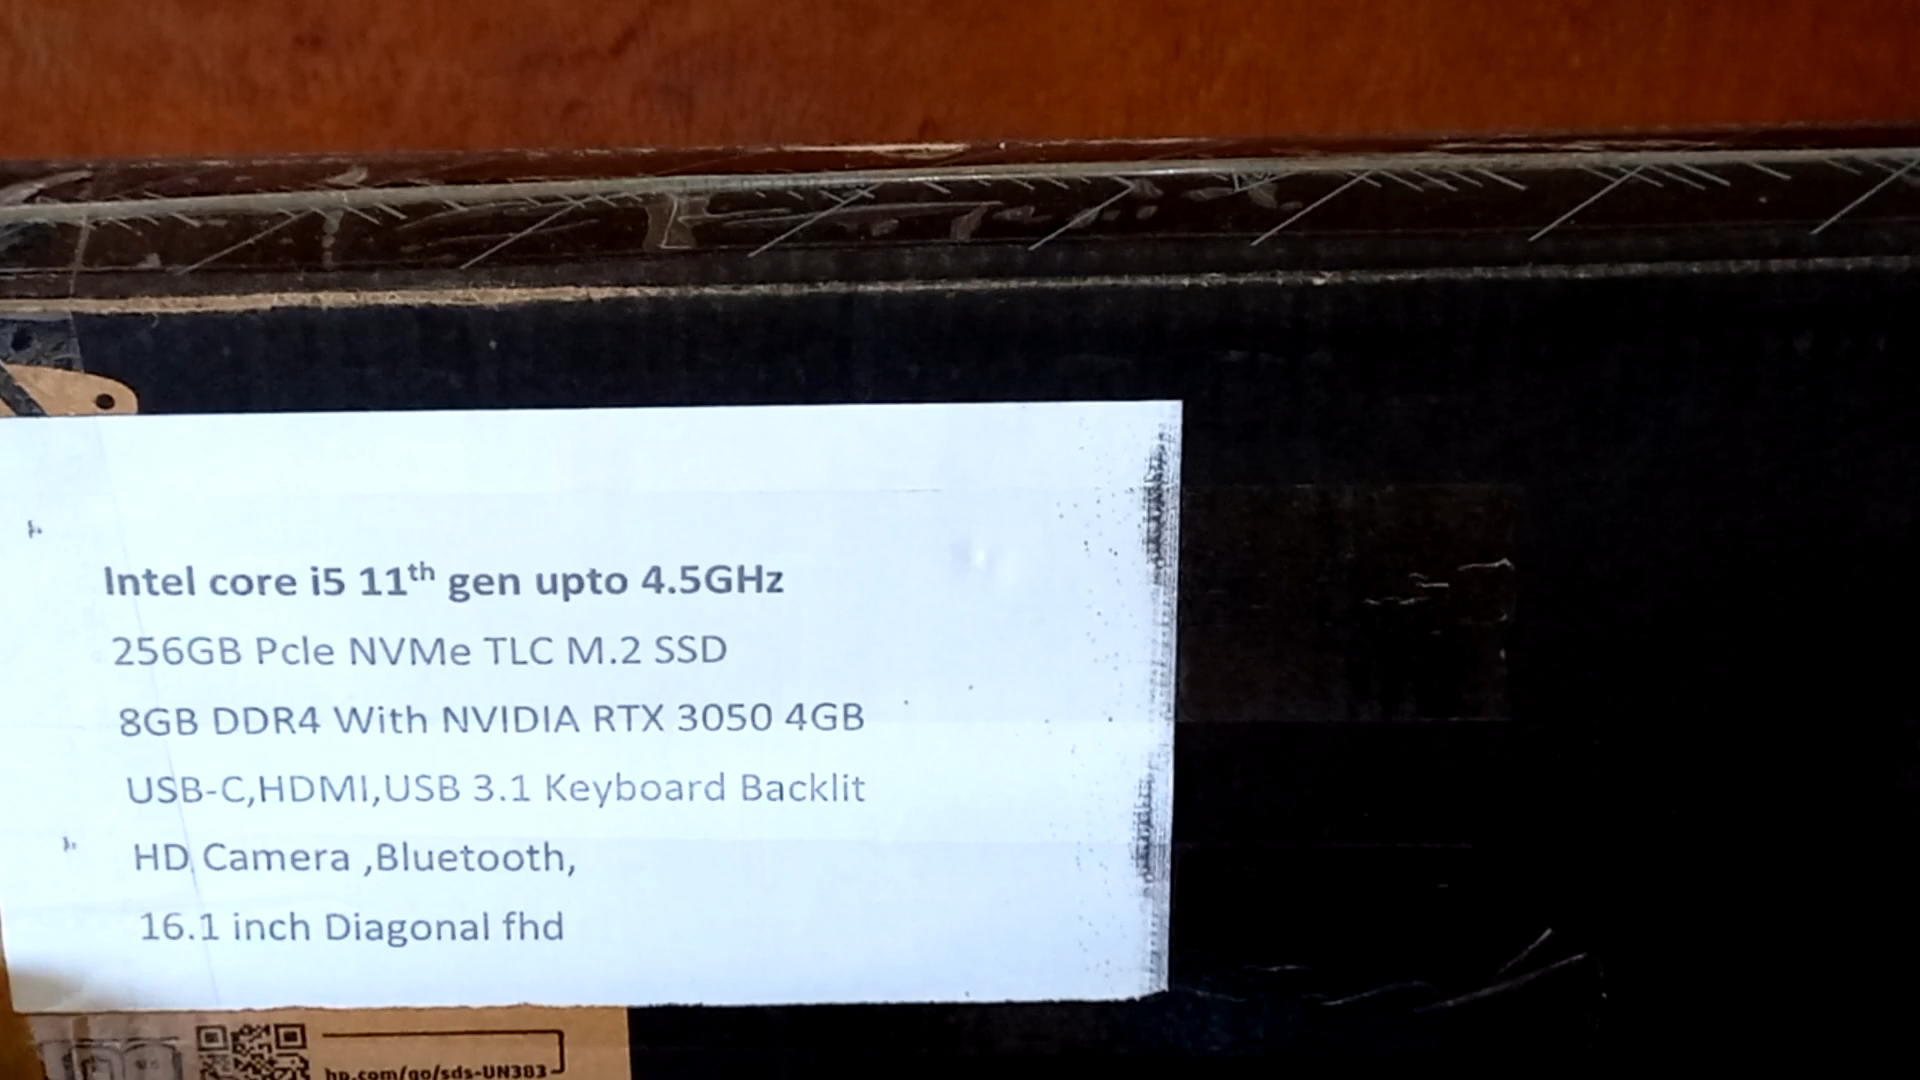 Intel core i5 11th gen upto 4.5GHz
256GB Pcle NVMe TLC M.2 SSD
8GB DDR4 With NVIDIA RTX 3050 4GB
USB-C,HDMI,USB 3.1 Keyboard Backlit
HD Camera ,Bluetooth,
16.1 inch Diagonal fhd
hp.com/go/sds-UN383